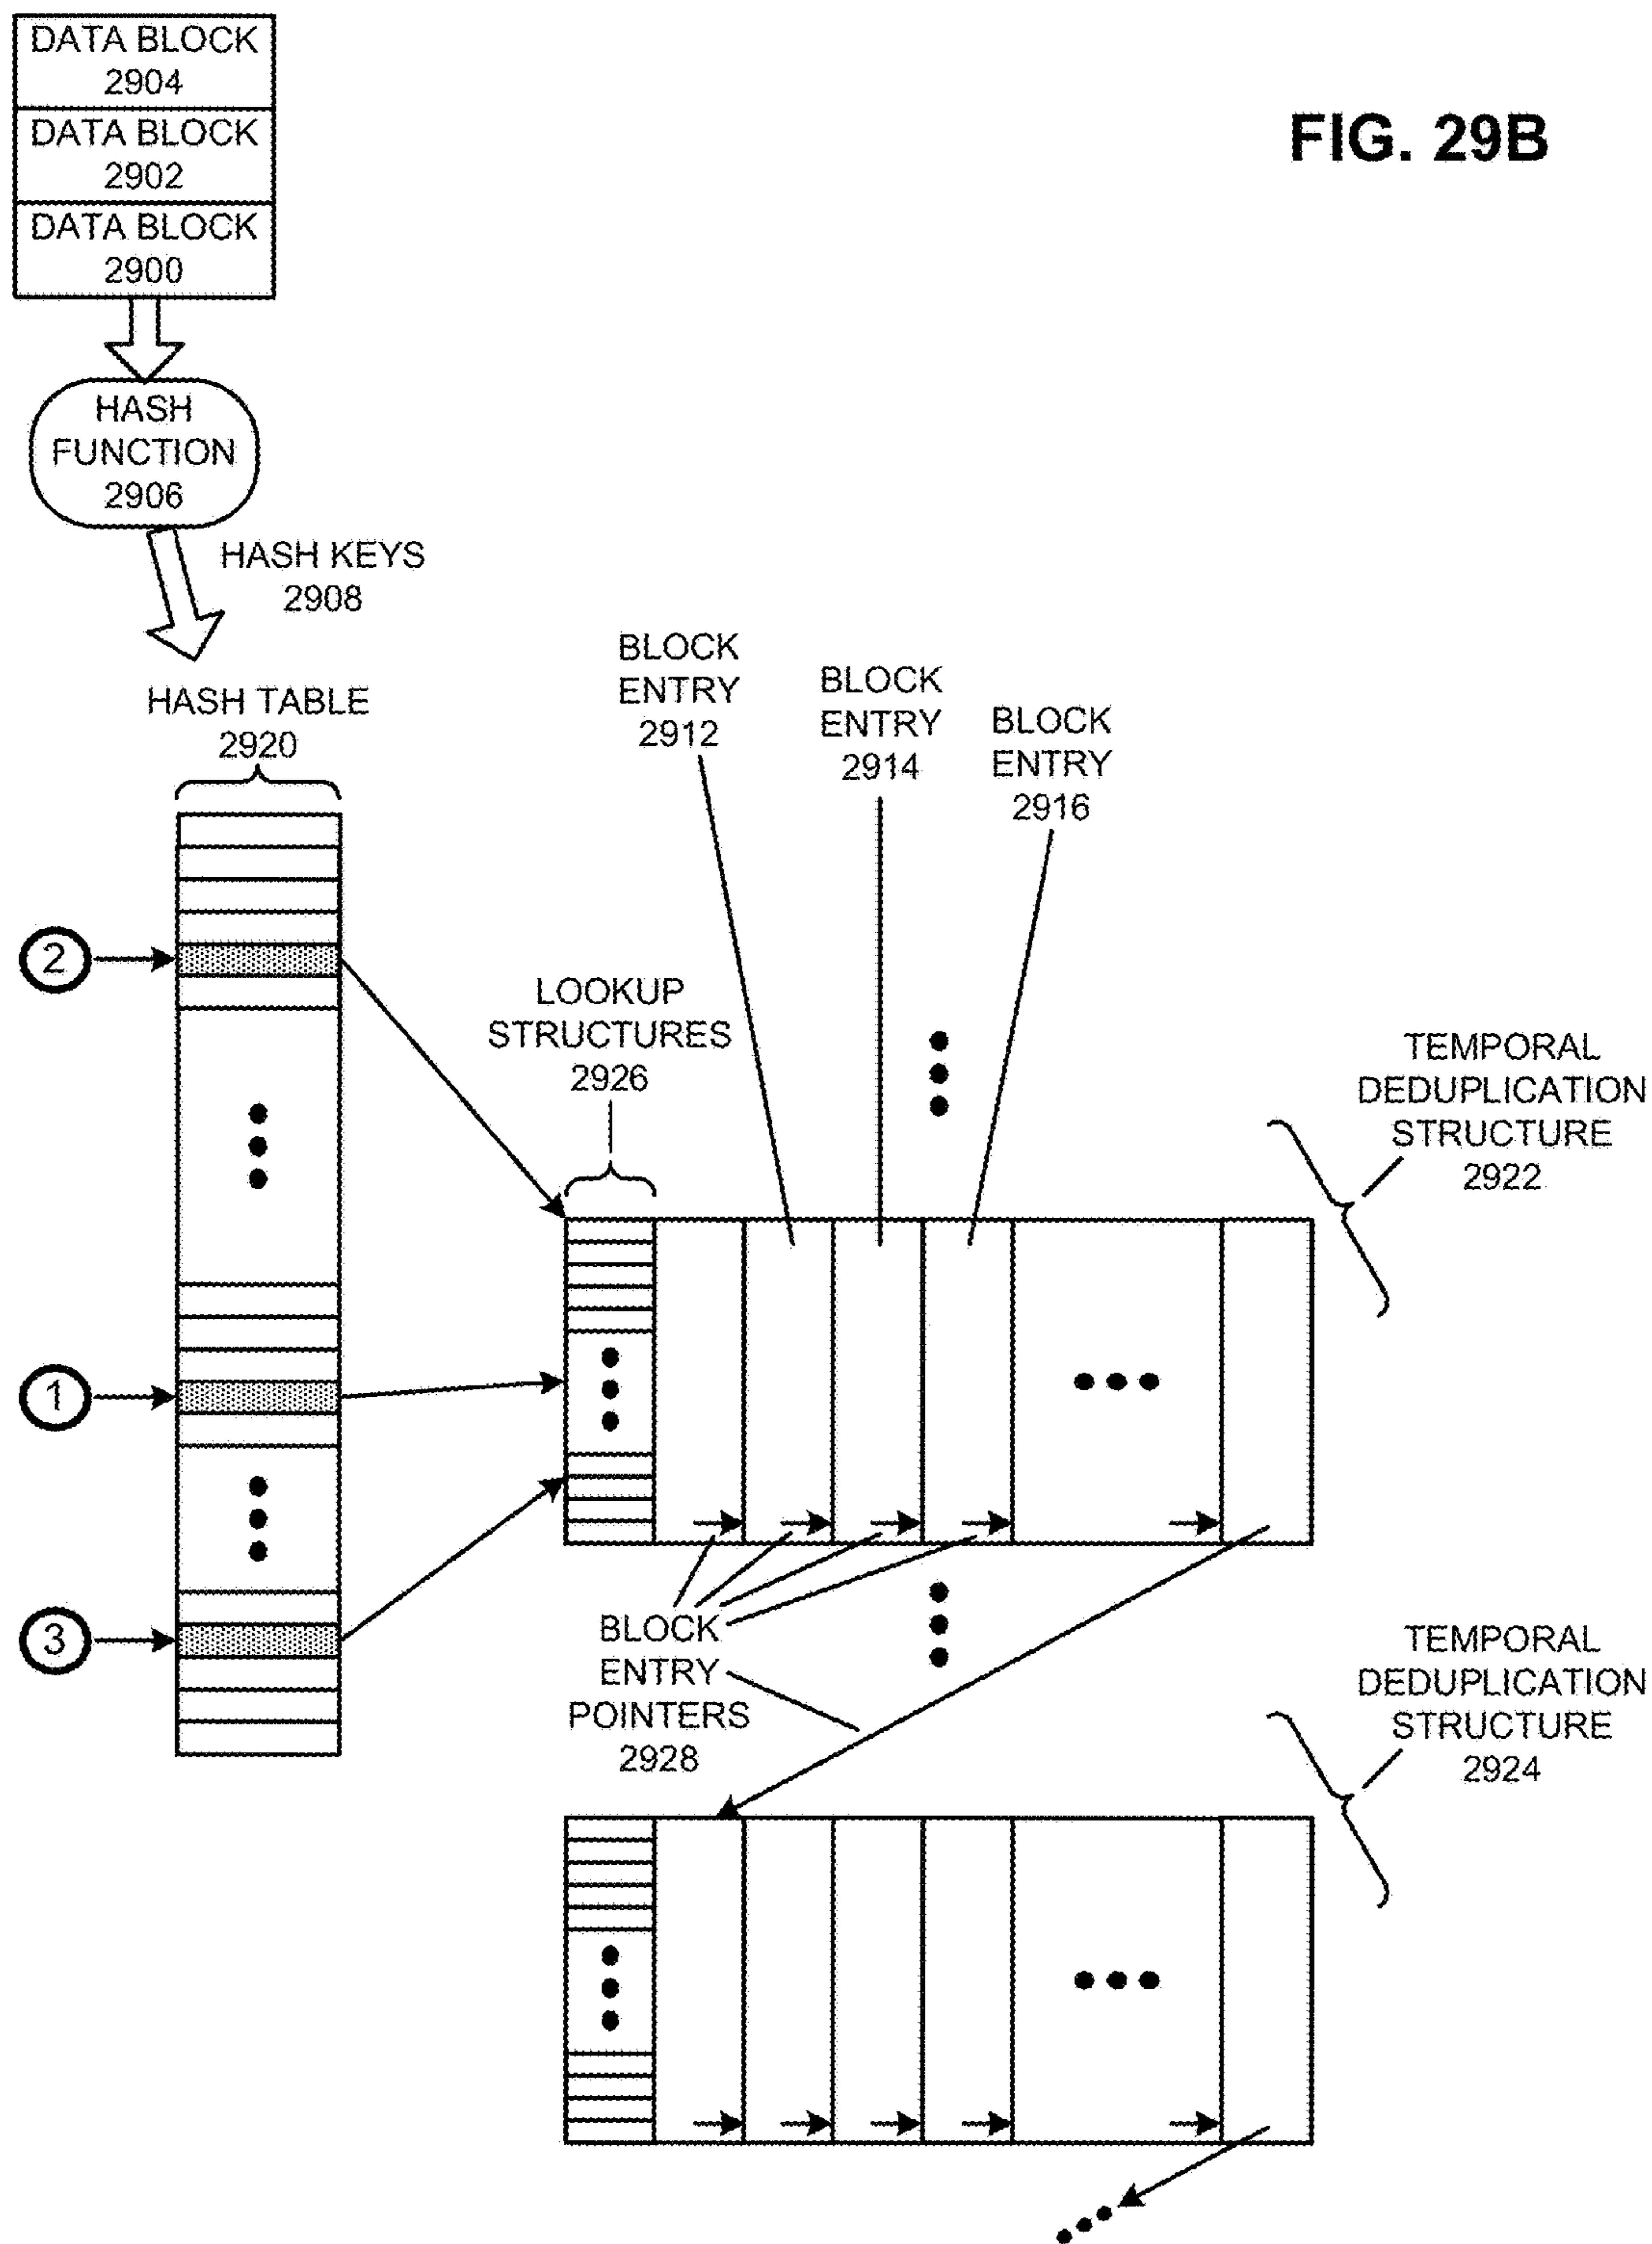 DATA BLOCK
2904
DATA BLOCK
2902
DATA BLOCK
2900
FIG. 29B
HASH
FUNCTION
2906
HASH KEYS
2908
HASH TABLE
2920
BLOCK
ENTRY
2912
BLOCK
ENTRY
2914
BLOCK
ENTRY
2916
2
LOOKUP
STRUCTURES
2926
TEMPORAL
DEDUPLICATION
STRUCTURE
2922
1
3
BLOCK
ENTRY
POINTERS
2928
TEMPORAL
DEDUPLICATION
STRUCTURE
2924